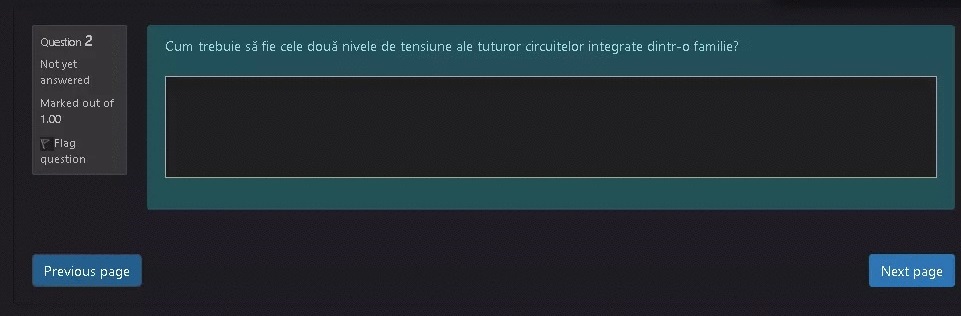 Question 2
Not yet
answered
Marked out of
1.00
Flag
question
Cum trebuie să fie cele două nivele de tensiune ale tuturor circuitelor integrate dintr-o familie?
Previous page
Next page